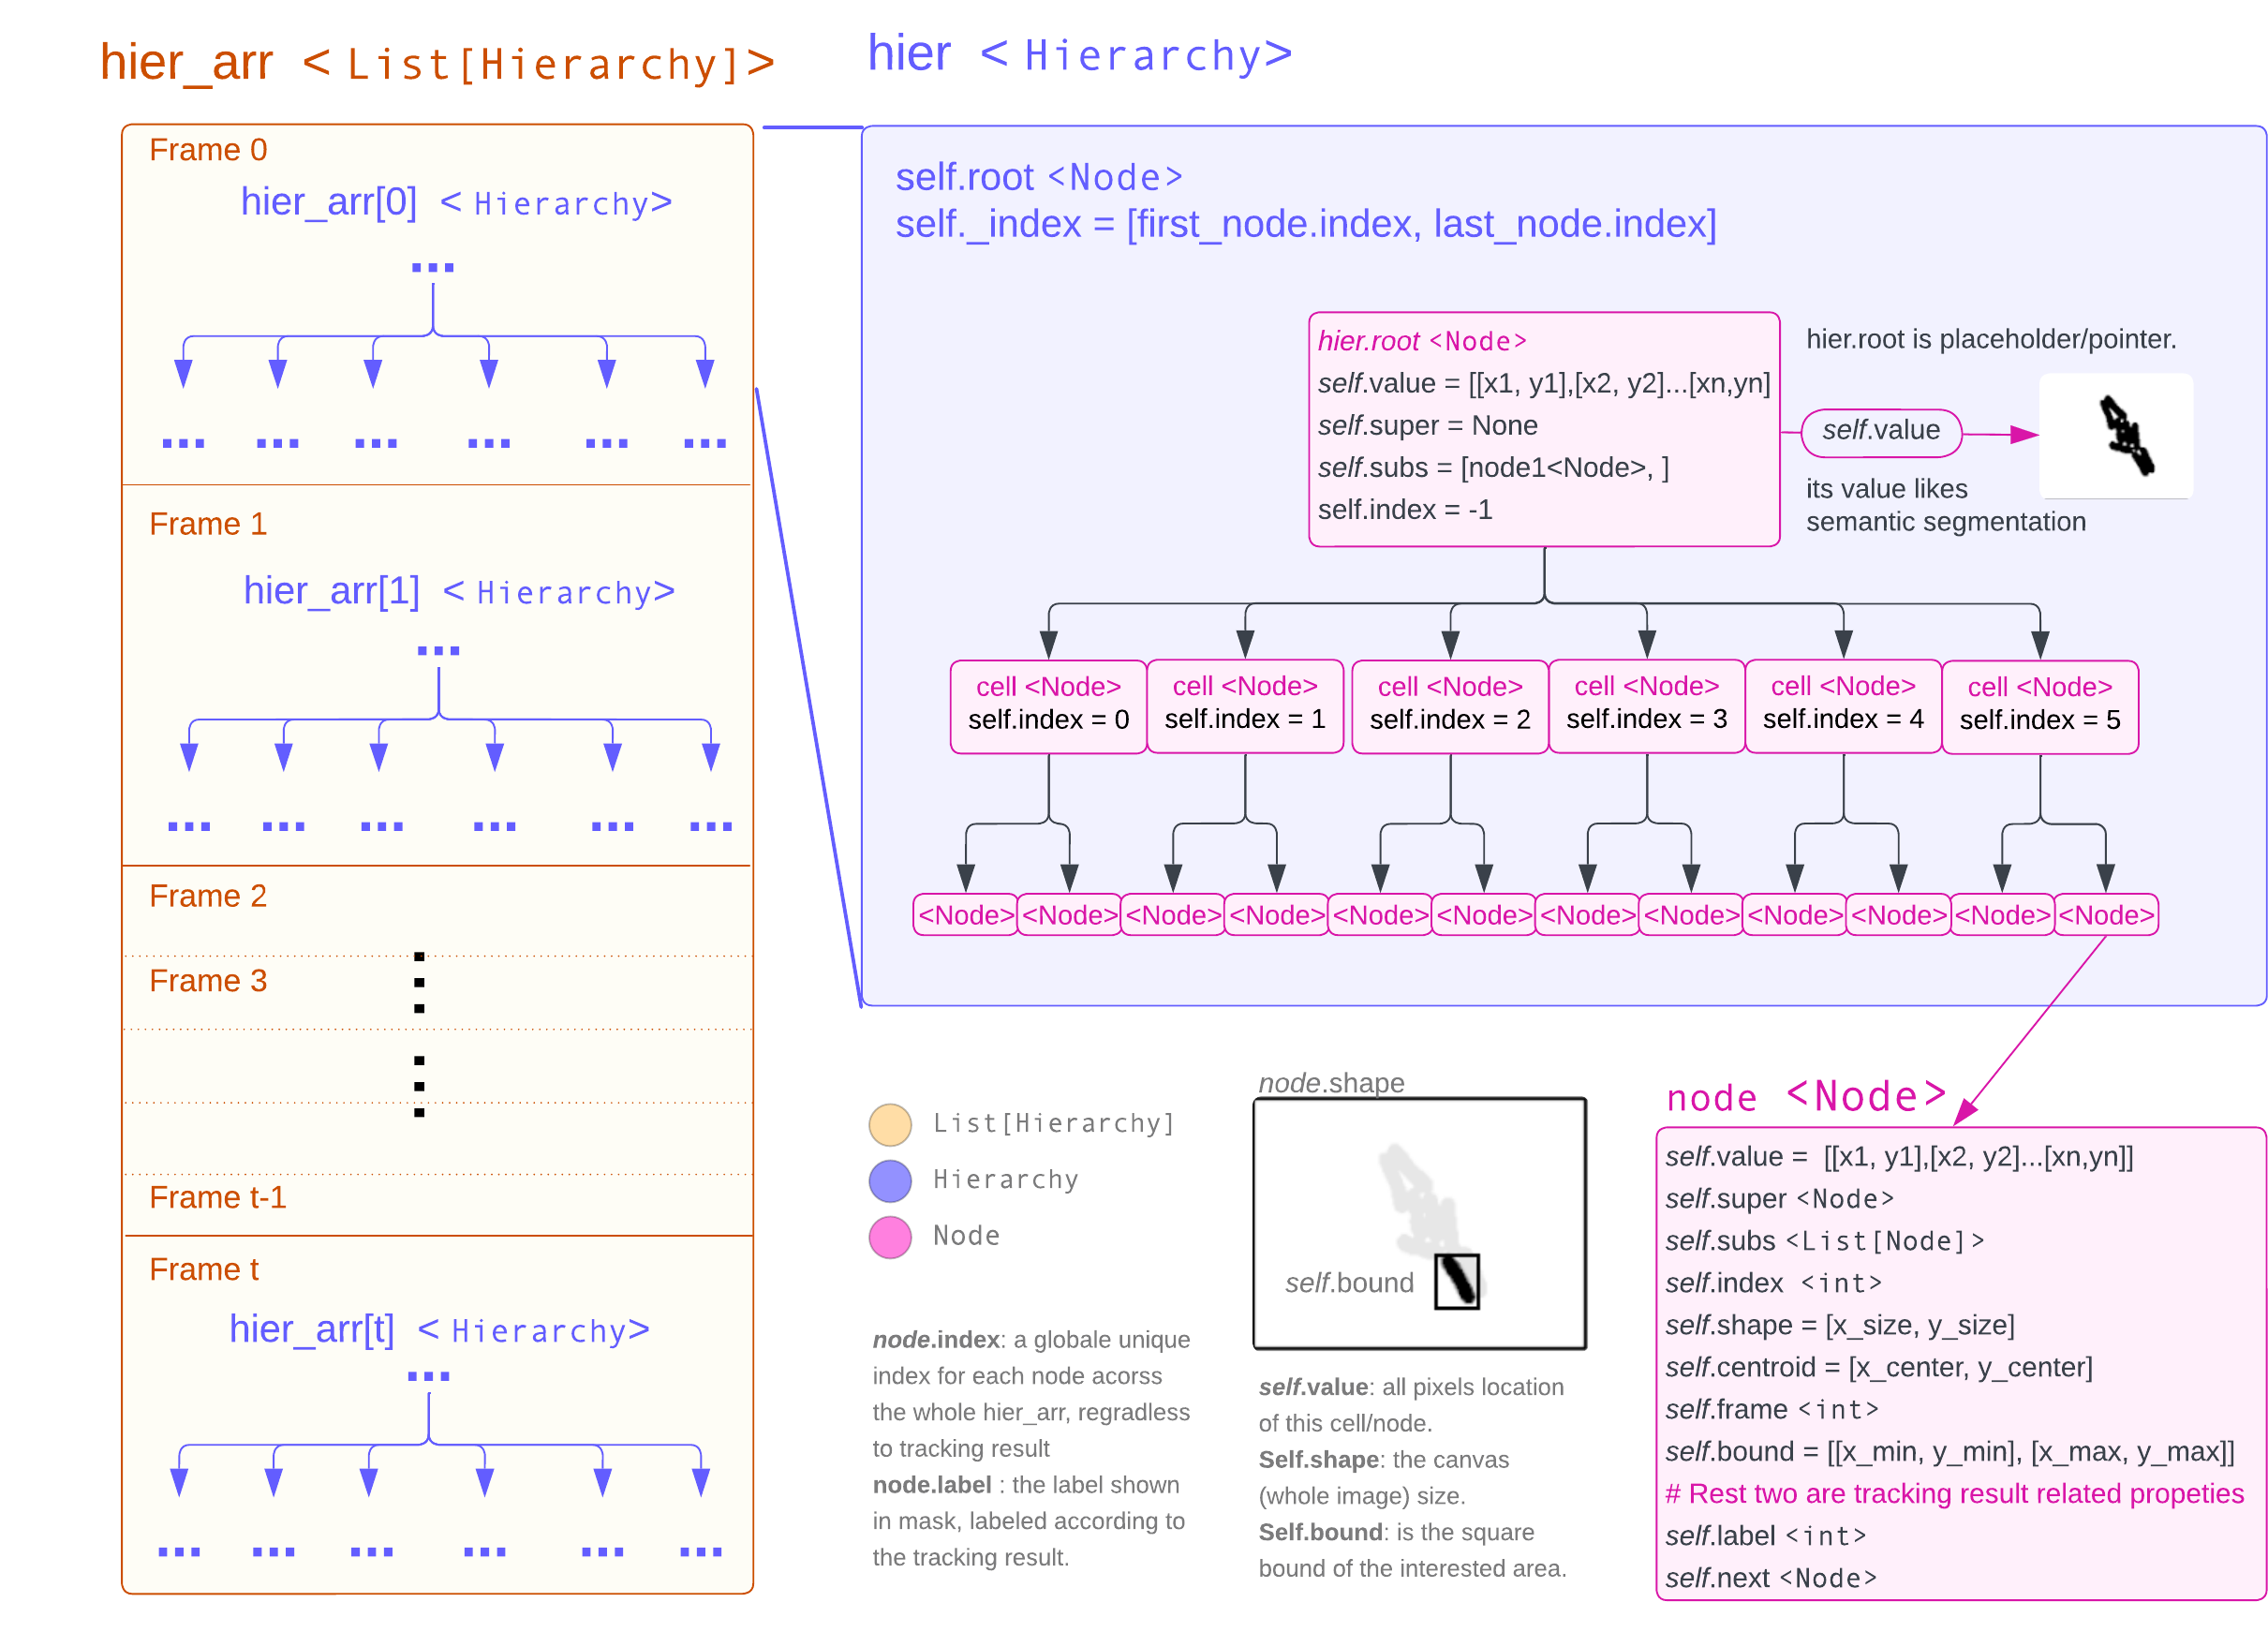 hier_arr < List[Hierarchy]>
Frame 0
hier_arr[0] < Hierarchy>
...
... ... ... ... ... ...
Frame 1
hier_arr[1] < Hierarchy>
...
... ... ... ... ... ...
Frame 2
Frame 3
Frame t-1
Frame t
hier_arr[t] < Hierarchy>
...
... ... ... ... ... ...
hier < Hierarchy>
self.root <Node>
self._index = [first_node.index, last_node.index]
hier.root <Node>
self.value = [[x1, y1],[x2, y2]...[xn,yn]
self.super = None
self.subs = [node1<Node>, ]
self.index = -1
hier.root is placeholder/pointer.
self.value
its value likes
semantic segmentation
cell <Node> cell <Node> cell <Node> cell <Node> cell <Node> cell <Node>
self.index = 0 self.index = 1 self.index = 2 self.index = 3 self.index = 4 self.index = 5
<Node> <Node> <Node> <Node> <Node> <Node> <Node> <Node> <Node> <Node> <Node> <Node>
List[Hierarchy]
Hierarchy
Node
node.index: a globale unique
index for each node acorss
the whole hier_arr, regradless
to tracking result
node.label : the label shown
in mask, labeled according to
the tracking result.
node.shape
self.bound
self.value: all pixels location
of this cell/node.
Self.shape: the canvas
(whole image) size.
Self.bound: is the square
bound of the interested area.
node <Node>
self.value = [[x1, y1],[x2, y2]...[xn,yn]]
self.super <Node>
self.subs <List[Node]>
self.index <int>
self.shape = [x_size, y_size]
self.centroid = [x_center, y_center]
self.frame <int>
self.bound = [[x_min, y_min], [x_max, y_max]]
# Rest two are tracking result related propeties
self.label <int>
self.next <Node>